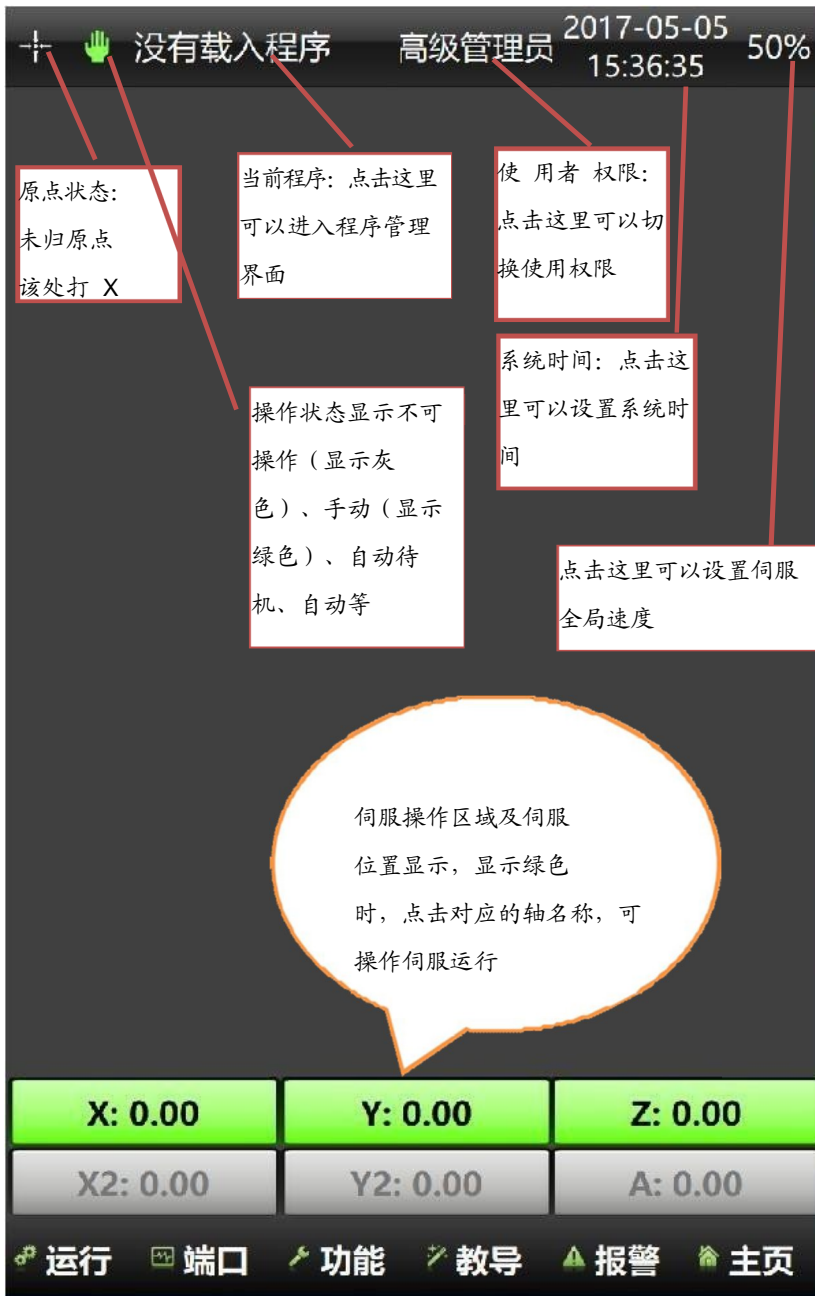 没有载入程序
高级管理员
2017-05-05
15:36:35
50%
原点状态:
未归原点
该处打 X
当前程序: 点击这里
可以进入程序管理
界面
使 用者 权限:
点击这里可以切
换使用权限
系统时间: 点击这
里可以设置系统时
间
操作状态显示不可
操作（显示灰
色）、手动（显示
绿色）、自动待
机、自动等
点击这里可以设置伺服
全局速度
伺服操作区域及伺服
位置显示，显示绿色
时，点击对应的轴名称，可
操作伺服运行
X: 0.00
Y: 0.00
Z: 0.00
X2: 0.00
Y2: 0.00
A: 0.00
运行
端口
功能
教导
报警
主页